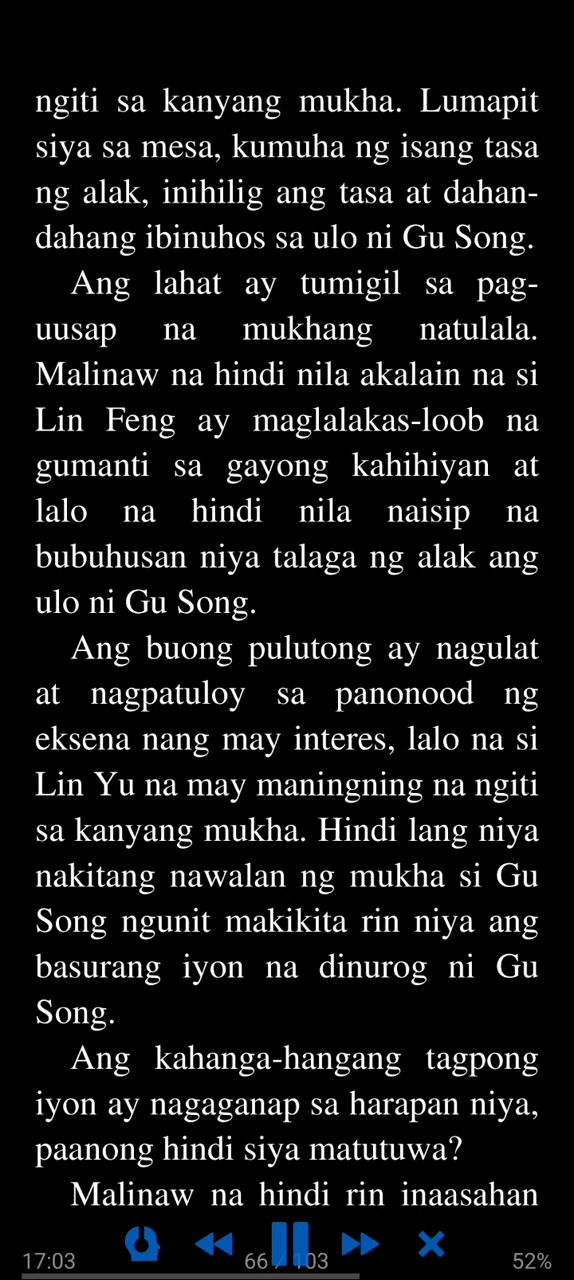 ngiti sa kanyang mukha. Lumapit
siya sa mesa, kumuha ng isang tasa
ng alak, inihilig ang tasa at dahan-
dahang ibinuhos sa ulo ni Gu Song.
Ang lahat ay tumigil sa pag-
uusap na mukhang natulala.
Malinaw na hindi nila akalain na si
Lin Feng ay maglalakas-loob na
gumanti sa gayong kahihiyan at
lalo na hindi nila naisip na
bubuhusan niya talaga ng alak ang
ulo ni Gu Song.
Ang buong pulutong ay nagulat
at nagpatuloy sa panonood ng
eksena nang may interes, lalo na si
Lin Yu na may maningning na ngiti
sa kanyang mukha. Hindi lang niya
nakitang nawalan ng mukha si Gu
Song ngunit makikita rin niya ang
basurang iyon na dinurog ni Gu
Song.
Ang kahanga-hangang tagpong
iyon ay nagaganap sa harapan niya,
paanong hindi siya matutuwa?
Malinaw na hindi rin inaasahan
17:03 66 / 103 52%